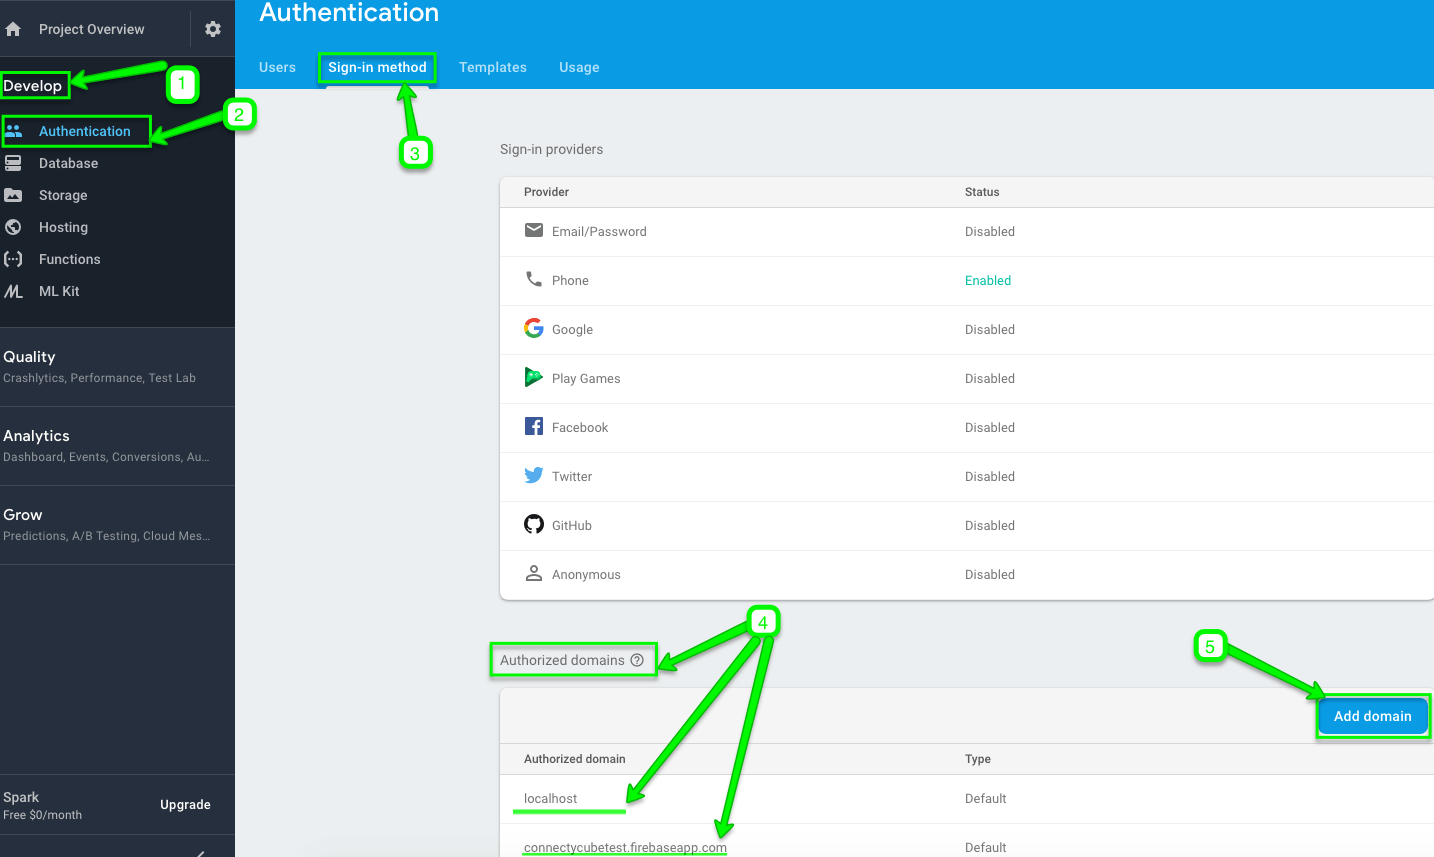 Authentication
Project Overview
Users
Sign-in method
Templates
Usage
Develop
1
2
3
Authentication
Database
Storage
Hosting
Functions
ML Kit
Quality
Crashlytics, Performance, Test Lab
Analytics
Dashboard, Events, Conversions, Au...
Grow
Predictions, A/B Testing, Cloud Mes...
Spark
Free $0/month
Upgrade
Sign-in providers
Provider Status
Email/Password Disabled
Phone Enabled
Google Disabled
Play Games Disabled
Facebook Disabled
Twitter Disabled
GitHub Disabled
Anonymous Disabled
4
Authorized domains
5
Add domain
Authorized domain Type
localhost Default
connectycubetest.firebaseapp.com Default